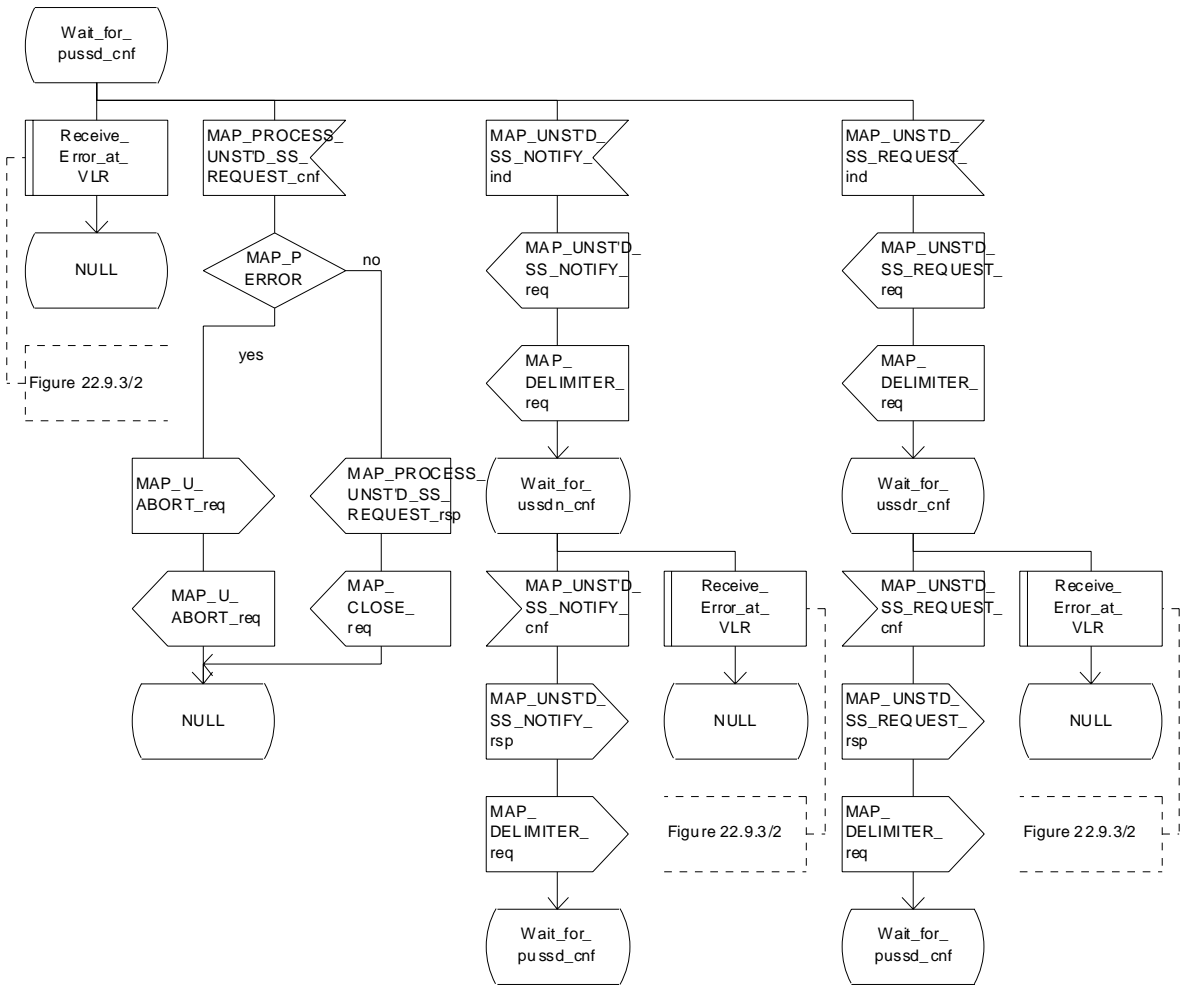 Wait_for_
pussd_cnf
Receive_
Error_at_
VLR
MAP_PROCESS_
UNST'D_SS_
REQUEST_cnf
MAP_UNST'D_
SS_NOTIFY_
ind
MAP_UNST'D_
SS_REQUEST_
ind
NULL
MAP_P
ERROR
no
yes
MAP_UNST'D_
SS_NOTIFY_
req
MAP_UNST'D_
SS_REQUEST_
req
Figure 22.9.3/2
MAP_
DELIMITER_
req
MAP_
DELIMITER_
req
MAP_U_
ABORT_req
MAP_PROCESS_
UNST'D_SS_
REQUEST_rsp
Wait_for_
ussdn_cnf
Wait_for_
ussdr_cnf
MAP_U_
ABORT_req
MAP_
CLOSE_
req
MAP_UNST'D_
SS_NOTIFY_
cnf
Receive_
Error_at_
VLR
MAP_UNST'D_
SS_REQUEST_
cnf
Receive_
Error_at_
VLR
NULL
MAP_UNST'D_
SS_NOTIFY_
rsp
NULL
MAP_UNST'D_
SS_REQUEST_
rsp
NULL
MAP_
DELIMITER_
req
Figure 22.9.3/2
MAP_
DELIMITER_
req
Figure 22.9.3/2
Wait_for_
pussd_cnf
Wait_for_
pussd_cnf